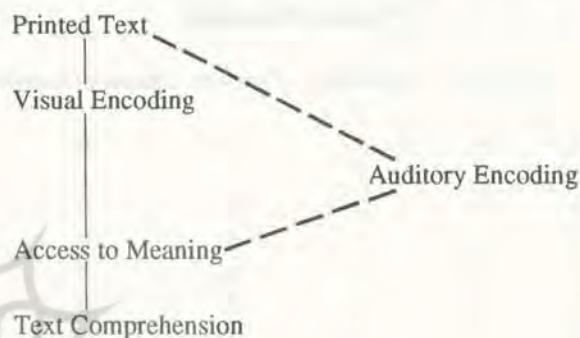 Printed Text
Visual Encoding
Auditory Encoding
Access to Meaning
Text Comprehension